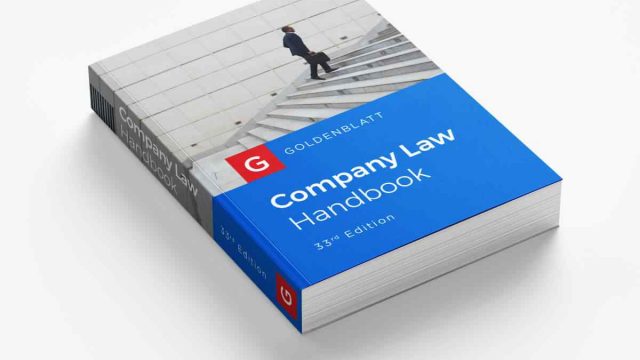 G
GOLDENBLATT
Company Law
Handbook
33rd Edition
Company Law
Handbook
33rd Edition
G